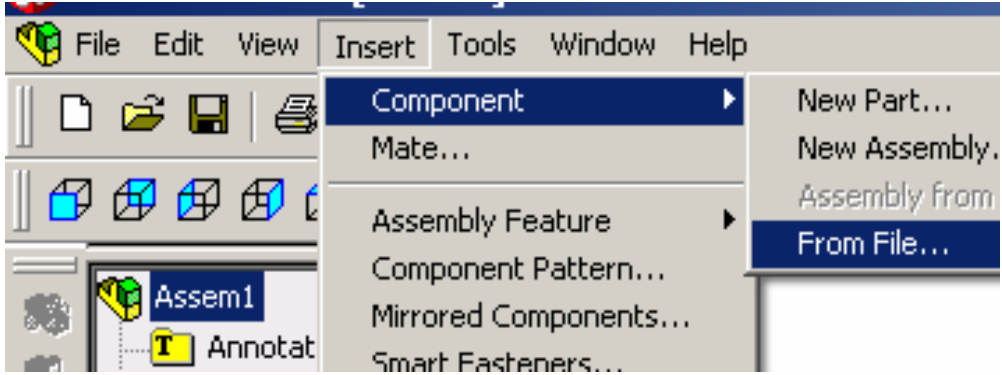 File Edit View Insert Tools Window Help
Component
New Part...
Mate...
New Assembly.
Assembly from
Assembly Feature
From File...
Component Pattern...
Assem1
Mirrored Components...
T Annotat
Smart Fasteners...